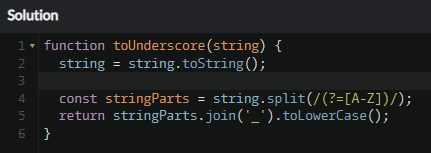 Solution
1 function toUnderscore(string) {
2 string = string.toString();
3
4 const stringParts = string.split(/(?=[A-Z])/);
5 return stringParts.join('_').toLowerCase();
6 }